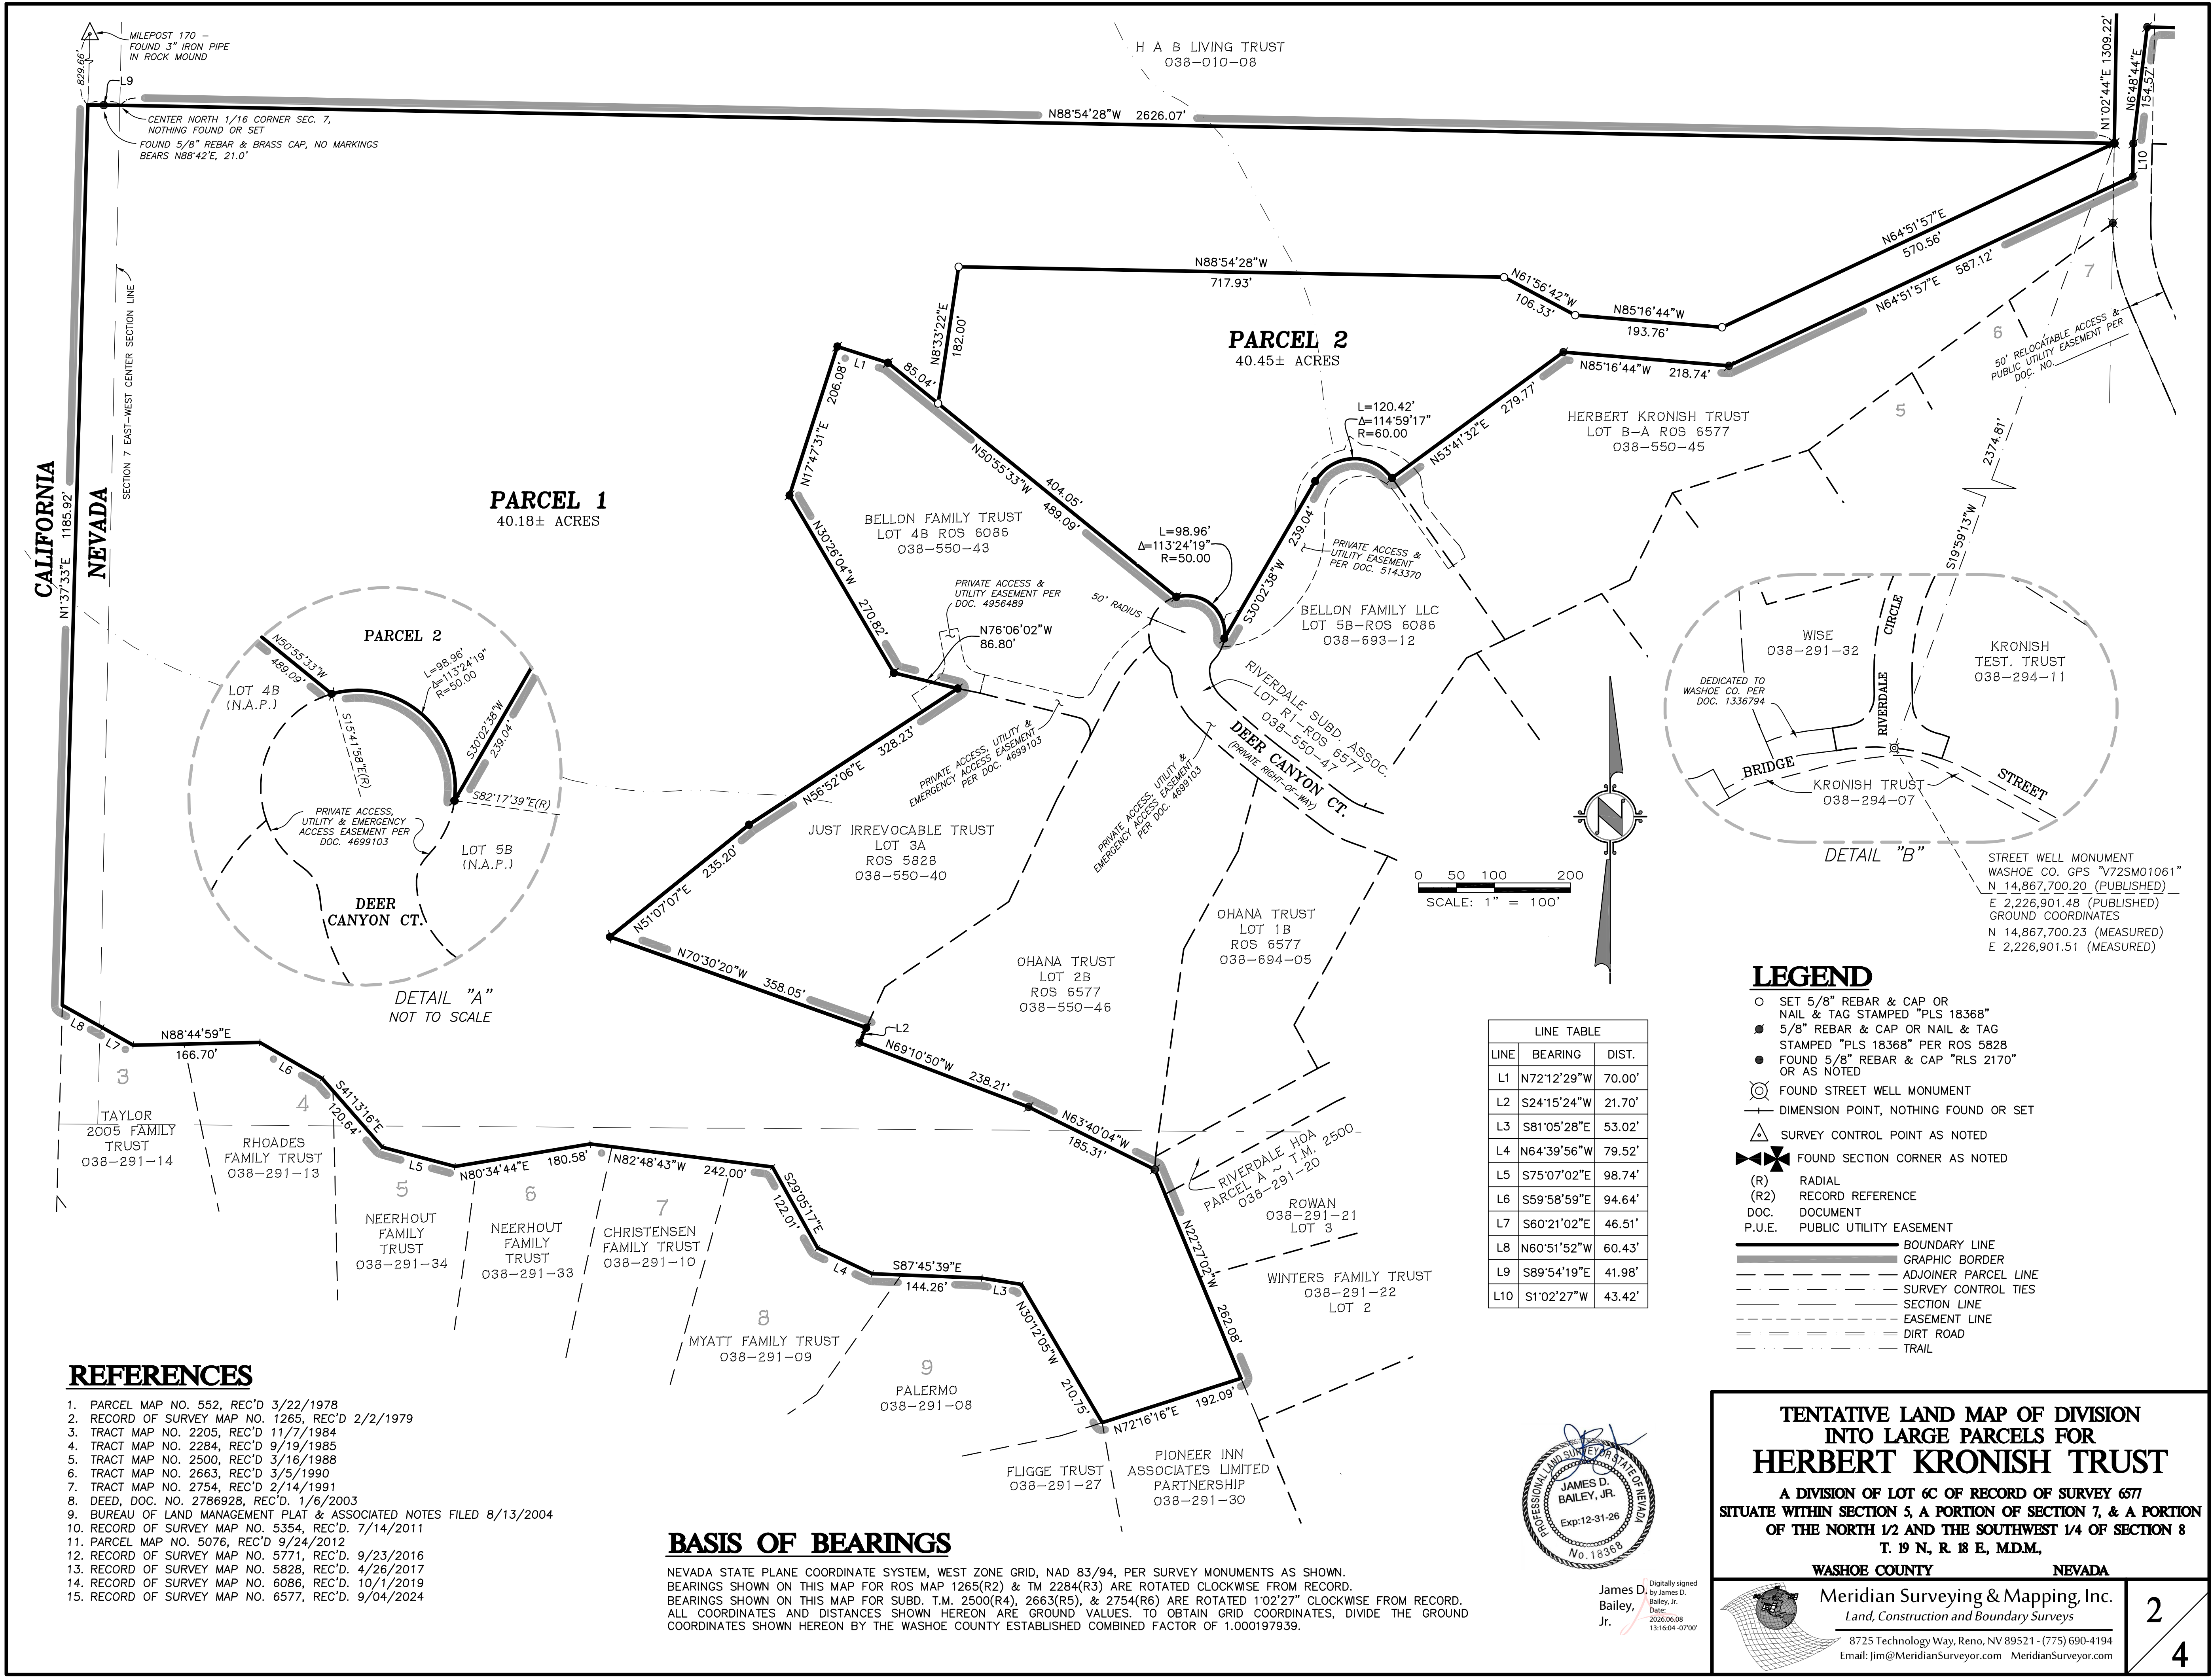 MILEPOST 170 –
FOUND 3" IRON PIPE
IN ROCK MOUND
829.66'
L9
CENTER NORTH 1/16 CORNER SEC. 7,
NOTHING FOUND OR SET
FOUND 5/8" REBAR & BRASS CAP, NO MARKINGS
BEARS N88°42'E, 21.0'
H A B LIVING TRUST
038-010-08
N88°54'28"W 2626.07'
N1°02'44"E 1309.22'
N6°48'44"E
154.57'
L10
SECTION 7 EAST-WEST CENTER SECTION LINE
CALIFORNIA
NEVADA
N1°37'33"E 1185.92'
N88°54'28"W
717.93'
N61°56'42"W
106.33'
N85°16'44"W
193.76'
N64°51'57"E
570.56'
N64°51'57"E 587.12'
N8°33'22"E
182.00'
PARCEL 2
40.45± ACRES
N85°16'44"W 218.74'
7
6
5
50' RELOCATABLE ACCESS &
PUBLIC UTILITY EASEMENT PER
DOC. NO.
L1
85.04'
206.08'
N17°47'31"E
PARCEL 1
40.18± ACRES
L=120.42'
Δ=114°59'17"
R=60.00
279.77'
N53°41'32"E
HERBERT KRONISH TRUST
LOT B-A ROS 6577
038-550-45
2374.81'
S19°59'13"W
N50°55'33"W
404.05'
489.09'
BELLON FAMILY TRUST
LOT 4B ROS 6086
038-550-43
L=98.96'
Δ=113°24'19"
R=50.00
239.04'
S30°02'38"W
PRIVATE ACCESS &
UTILITY EASEMENT
PER DOC. 5143370
N30°26'04"W
270.82'
PRIVATE ACCESS &
UTILITY EASEMENT PER
DOC. 4956489
50' RADIUS
N76°06'02"W
86.80'
BELLON FAMILY LLC
LOT 5B-ROS 6086
038-693-12
RIVERDALE SUBD. ASSOC.
LOT R1-ROS 6577
038-550-47
DEER CANYON CT.
(PRIVATE RIGHT-OF-WAY)
PRIVATE ACCESS, UTILITY &
EMERGENCY ACCESS EASEMENT
PER DOC. 4699103
PRIVATE ACCESS, UTILITY &
EMERGENCY ACCESS EASEMENT
PER DOC. 4699103
PARCEL 2
N50°55'33"W
489.09'
L=98.96'
Δ=113°24'19"
R=50.00
LOT 4B
(N.A.P.)
S15°41'58"E(R)
S30°02'38"W
239.04'
S82°17'39"E(R)
PRIVATE ACCESS,
UTILITY & EMERGENCY
ACCESS EASEMENT PER
DOC. 4699103
LOT 5B
(N.A.P.)
DEER
CANYON CT.
DETAIL "A"
NOT TO SCALE
WISE
038-291-32
CIRCLE
RIVERDALE
KRONISH
TEST. TRUST
038-294-11
DEDICATED TO
WASHOE CO. PER
DOC. 1336794
BRIDGE
STREET
KRONISH TRUST
038-294-07
DETAIL "B"
STREET WELL MONUMENT
WASHOE CO. GPS "V72SM01061"
N 14,867,700.20 (PUBLISHED)
E 2,226,901.48 (PUBLISHED)
GROUND COORDINATES
N 14,867,700.23 (MEASURED)
E 2,226,901.51 (MEASURED)
N
0 50 100 200
SCALE: 1" = 100'
328.23'
N56°52'06"E
235.20'
N51°07'07"E
JUST IRREVOCABLE TRUST
LOT 3A
ROS 5828
038-550-40
OHANA TRUST
LOT 1B
ROS 6577
038-694-05
OHANA TRUST
LOT 2B
ROS 6577
038-550-46
N70°30'20"W
358.05'
L2
N69°10'50"W
238.21'
N63°40'04"W
185.31'
L8
L7
N88°44'59"E
166.70'
L6
S41°13'16"E
120.64'
L5
N80°34'44"E 180.58'
N82°48'43"W 242.00'
S29°05'17"E
122.01'
L4
S87°45'39"E
144.26'
L3
N30°12'05"W
210.75'
N72°16'16"E 192.09'
N22°27'02"W
262.08'
3
TAYLOR
2005 FAMILY
TRUST
038-291-14
4
RHOADES
FAMILY TRUST
038-291-13
5
NEERHOUT
FAMILY
TRUST
038-291-34
6
NEERHOUT
FAMILY
TRUST
038-291-33
7
CHRISTENSEN
FAMILY TRUST
038-291-10
8
MYATT FAMILY TRUST
038-291-09
9
PALERMO
038-291-08
RIVERDALE HOA
PARCEL A ~ T.M. 2500
038-291-20
ROWAN
038-291-21
LOT 3
WINTERS FAMILY TRUST
038-291-22
LOT 2
FLIGGE TRUST
038-291-27
PIONEER INN
ASSOCIATES LIMITED
PARTNERSHIP
038-291-30
LINE TABLE
LINE BEARING DIST.
L1 N72°12'29"W 70.00'
L2 S24°15'24"W 21.70'
L3 S81°05'28"E 53.02'
L4 N64°39'56"W 79.52'
L5 S75°07'02"E 98.74'
L6 S59°58'59"E 94.64'
L7 S60°21'02"E 46.51'
L8 N60°51'52"W 60.43'
L9 S89°54'19"E 41.98'
L10 S1°02'27"W 43.42'
LEGEND
SET 5/8" REBAR & CAP OR
NAIL & TAG STAMPED "PLS 18368"
5/8" REBAR & CAP OR NAIL & TAG
STAMPED "PLS 18368" PER ROS 5828
FOUND 5/8" REBAR & CAP "RLS 2170"
OR AS NOTED
FOUND STREET WELL MONUMENT
DIMENSION POINT, NOTHING FOUND OR SET
SURVEY CONTROL POINT AS NOTED
FOUND SECTION CORNER AS NOTED
(R) RADIAL
(R2) RECORD REFERENCE
DOC. DOCUMENT
P.U.E. PUBLIC UTILITY EASEMENT
BOUNDARY LINE
GRAPHIC BORDER
ADJOINER PARCEL LINE
SURVEY CONTROL TIES
SECTION LINE
EASEMENT LINE
DIRT ROAD
TRAIL
REFERENCES
1. PARCEL MAP NO. 552, REC'D 3/22/1978
2. RECORD OF SURVEY MAP NO. 1265, REC'D 2/2/1979
3. TRACT MAP NO. 2205, REC'D 11/7/1984
4. TRACT MAP NO. 2284, REC'D 9/19/1985
5. TRACT MAP NO. 2500, REC'D 3/16/1988
6. TRACT MAP NO. 2663, REC'D 3/5/1990
7. TRACT MAP NO. 2754, REC'D 2/14/1991
8. DEED, DOC. NO. 2786928, REC'D. 1/6/2003
9. BUREAU OF LAND MANAGEMENT PLAT & ASSOCIATED NOTES FILED 8/13/2004
10. RECORD OF SURVEY MAP NO. 5354, REC'D. 7/14/2011
11. PARCEL MAP NO. 5076, REC'D 9/24/2012
12. RECORD OF SURVEY MAP NO. 5771, REC'D. 9/23/2016
13. RECORD OF SURVEY MAP NO. 5828, REC'D. 4/26/2017
14. RECORD OF SURVEY MAP NO. 6086, REC'D. 10/1/2019
15. RECORD OF SURVEY MAP NO. 6577, REC'D. 9/04/2024
BASIS OF BEARINGS
NEVADA STATE PLANE COORDINATE SYSTEM, WEST ZONE GRID, NAD 83/94, PER SURVEY MONUMENTS AS SHOWN.
BEARINGS SHOWN ON THIS MAP FOR ROS MAP 1265(R2) & TM 2284(R3) ARE ROTATED CLOCKWISE FROM RECORD.
BEARINGS SHOWN ON THIS MAP FOR SUBD. T.M. 2500(R4), 2663(R5), & 2754(R6) ARE ROTATED 1°02'27" CLOCKWISE FROM RECORD.
ALL COORDINATES AND DISTANCES SHOWN HEREON ARE GROUND VALUES. TO OBTAIN GRID COORDINATES, DIVIDE THE GROUND
COORDINATES SHOWN HEREON BY THE WASHOE COUNTY ESTABLISHED COMBINED FACTOR OF 1.000197939.
PROFESSIONAL LAND SURVEYOR STATE OF NEVADA
JAMES D.
BAILEY, JR.
Exp:12-31-26
No. 18368
James D.
Bailey,
Jr.
Digitally signed
by James D.
Bailey, Jr.
Date:
2026.06.08
13:16:04 -07'00'
TENTATIVE LAND MAP OF DIVISION
INTO LARGE PARCELS FOR
HERBERT KRONISH TRUST
A DIVISION OF LOT 6C OF RECORD OF SURVEY 6577
SITUATE WITHIN SECTION 5, A PORTION OF SECTION 7, & A PORTION
OF THE NORTH 1/2 AND THE SOUTHWEST 1/4 OF SECTION 8
T. 19 N., R. 18 E., M.D.M.,
WASHOE COUNTY NEVADA
Meridian Surveying & Mapping, Inc.
Land, Construction and Boundary Surveys
8725 Technology Way, Reno, NV 89521 - (775) 690-4194
Email: Jim@MeridianSurveyor.com MeridianSurveyor.com
2
4